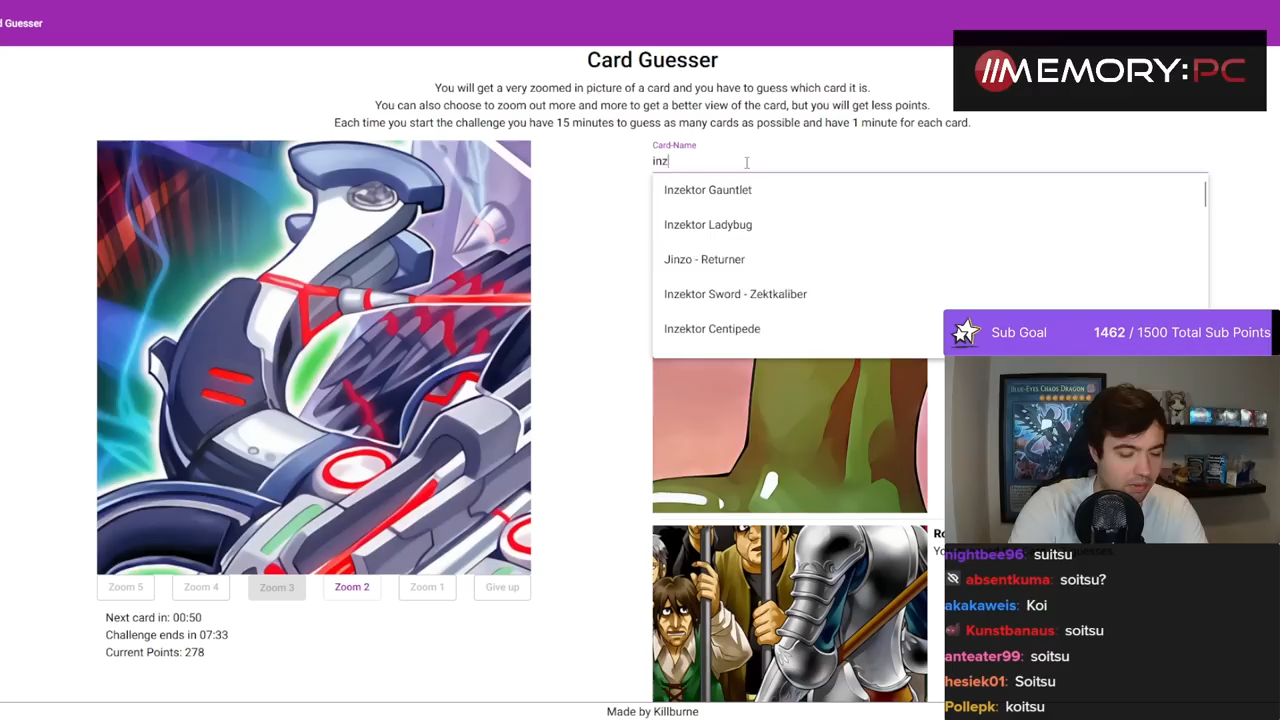 d Guesser
//MEMORY:PC
Card Guesser
You will get a very zoomed in picture of a card and you have to guess which card it is.
You can also choose to zoom out more and more to get a better view of the card, but you will get less points.
Each time you start the challenge you have 15 minutes to guess as many cards as possible and have 1 minute for each card.
Card-Name
inz
Inzektor Gauntlet
Inzektor Ladybug
Jinzo - Returner
Inzektor Sword - Zektkaliber
Inzektor Centipede
Sub Goal 1462 / 1500 Total Sub Points
BLUE-EYES CHAOS DRAGON
Zoom 5 Zoom 4 Zoom 3 Zoom 2 Zoom 1 Give up
Next card in: 00:50
Challenge ends in 07:33
Current Points: 278
nightbee96: suitsu
absentkuma: soitsu?
akakaweis: Koi
Kunstbanaus: soitsu
anteater99: soitsu
hesiek01: Soitsu
Pollepk: koitsu
Made by Killburne